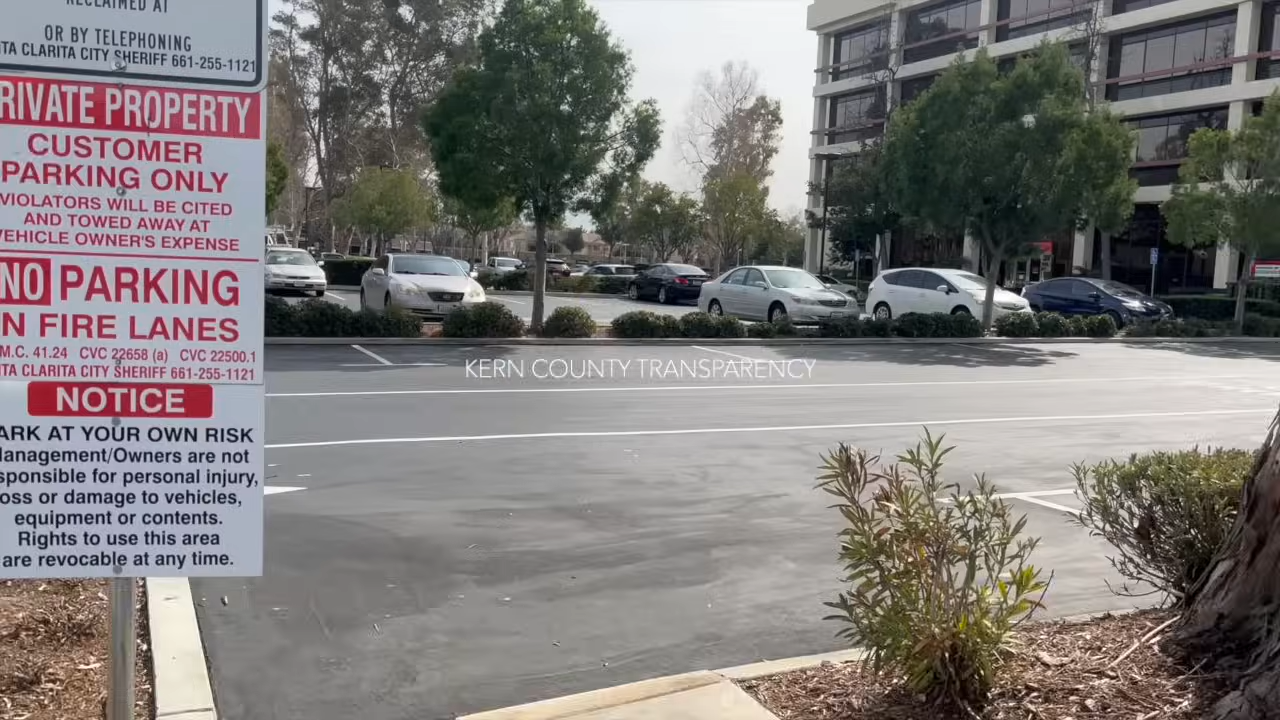 RECLAIMED AT
OR BY TELEPHONING
TA CLARITA CITY SHERIFF 661-255-1121
RIVATE PROPERTY
CUSTOMER
PARKING ONLY
VIOLATORS WILL BE CITED
AND TOWED AWAY AT
VEHICLE OWNER'S EXPENSE
NO PARKING
N FIRE LANES
M.C. 41.24 CVC 22658 (a) CVC 22500.1
TA CLARITA CITY SHERIFF 661-255-1121
NOTICE
ARK AT YOUR OWN RISK
Management/Owners are not
sponsible for personal injury,
oss or damage to vehicles,
equipment or contents.
Rights to use this area
are revocable at any time.
KERN COUNTY TRANSPARENCY